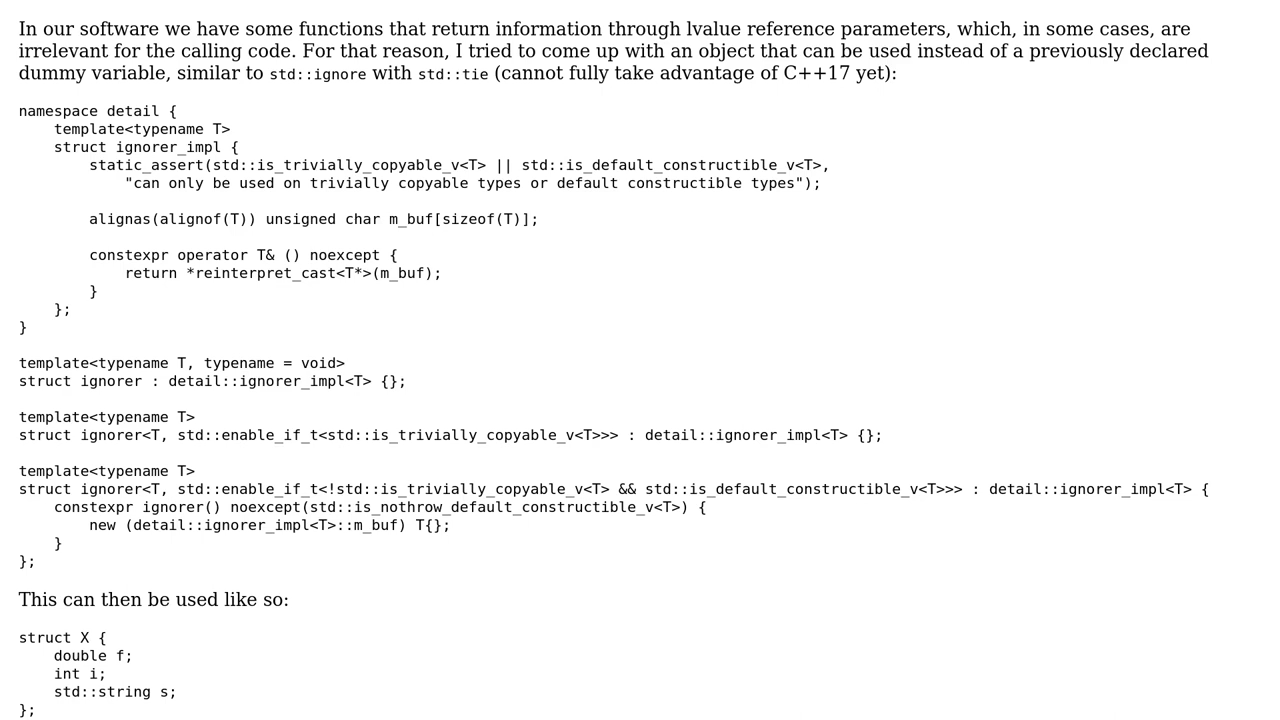 In our software we have some functions that return information through lvalue reference parameters, which, in some cases, are
irrelevant for the calling code. For that reason, I tried to come up with an object that can be used instead of a previously declared
dummy variable, similar to std::ignore with std::tie (cannot fully take advantage of C++17 yet):
namespace detail {
    template<typename T>
    struct ignorer_impl {
        static_assert(std::is_trivially_copyable_v<T> || std::is_default_constructible_v<T>,
            "can only be used on trivially copyable types or default constructible types");

        alignas(alignof(T)) unsigned char m_buf[sizeof(T)];

        constexpr operator T& () noexcept {
            return *reinterpret_cast<T*>(m_buf);
        }
    };
}

template<typename T, typename = void>
struct ignorer : detail::ignorer_impl<T> {};

template<typename T>
struct ignorer<T, std::enable_if_t<std::is_trivially_copyable_v<T>>> : detail::ignorer_impl<T> {};

template<typename T>
struct ignorer<T, std::enable_if_t<!std::is_trivially_copyable_v<T> && std::is_default_constructible_v<T>>> : detail::ignorer_impl<T> {
    constexpr ignorer() noexcept(std::is_nothrow_default_constructible_v<T>) {
        new (detail::ignorer_impl<T>::m_buf) T{};
    }
};
This can then be used like so:
struct X {
    double f;
    int i;
    std::string s;
};